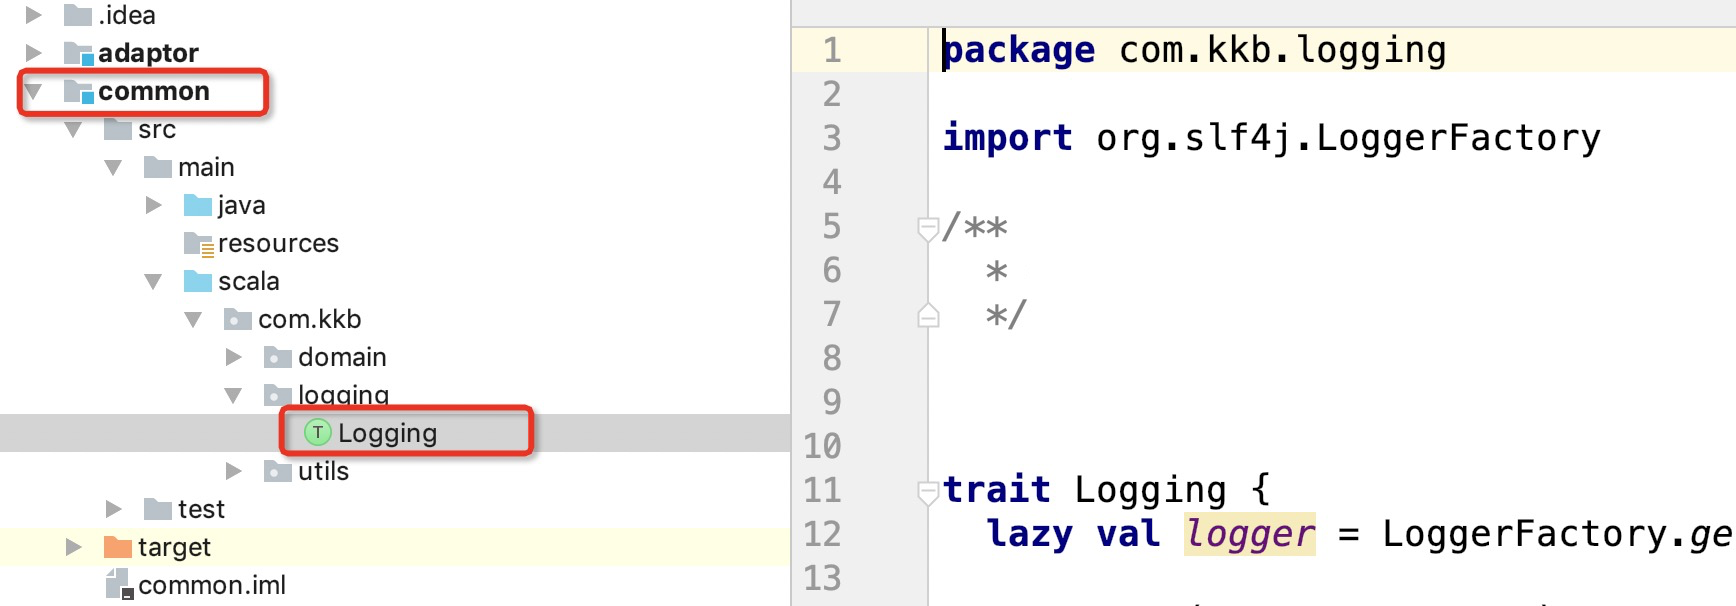 .idea
adaptor
common
src
main
java
resources
scala
com.kkb
domain
logging
Logging
utils
test
target
common.iml
1 package com.kkb.logging
2
3 import org.slf4j.LoggerFactory
4
5 /**
6 *
7 */
8
9
10
11 trait Logging {
12 lazy val logger = LoggerFactory.ge
13